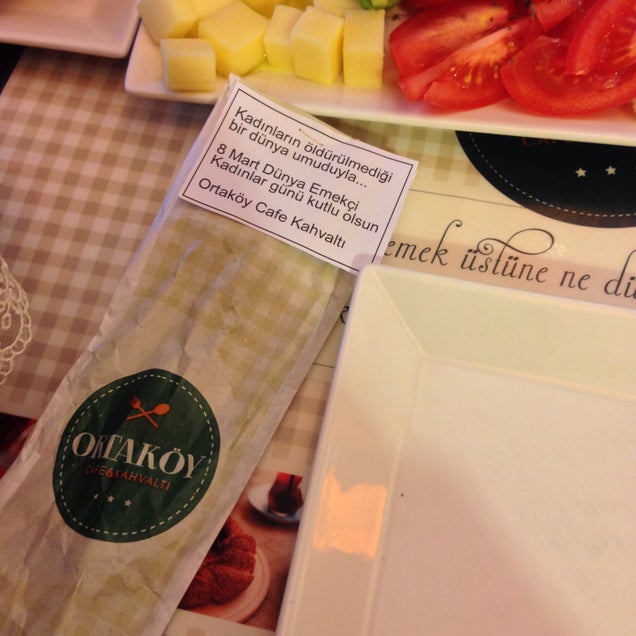 Kadınların öldürülmediği
bir dünya umuduyla...
8 Mart Dünya Emekçi
Kadınlar günü kutlu olsun
Ortaköy Cafe Kahvaltı
emek üstüne ne dü
ORTAKÖY
CAFE&KAHVALTI